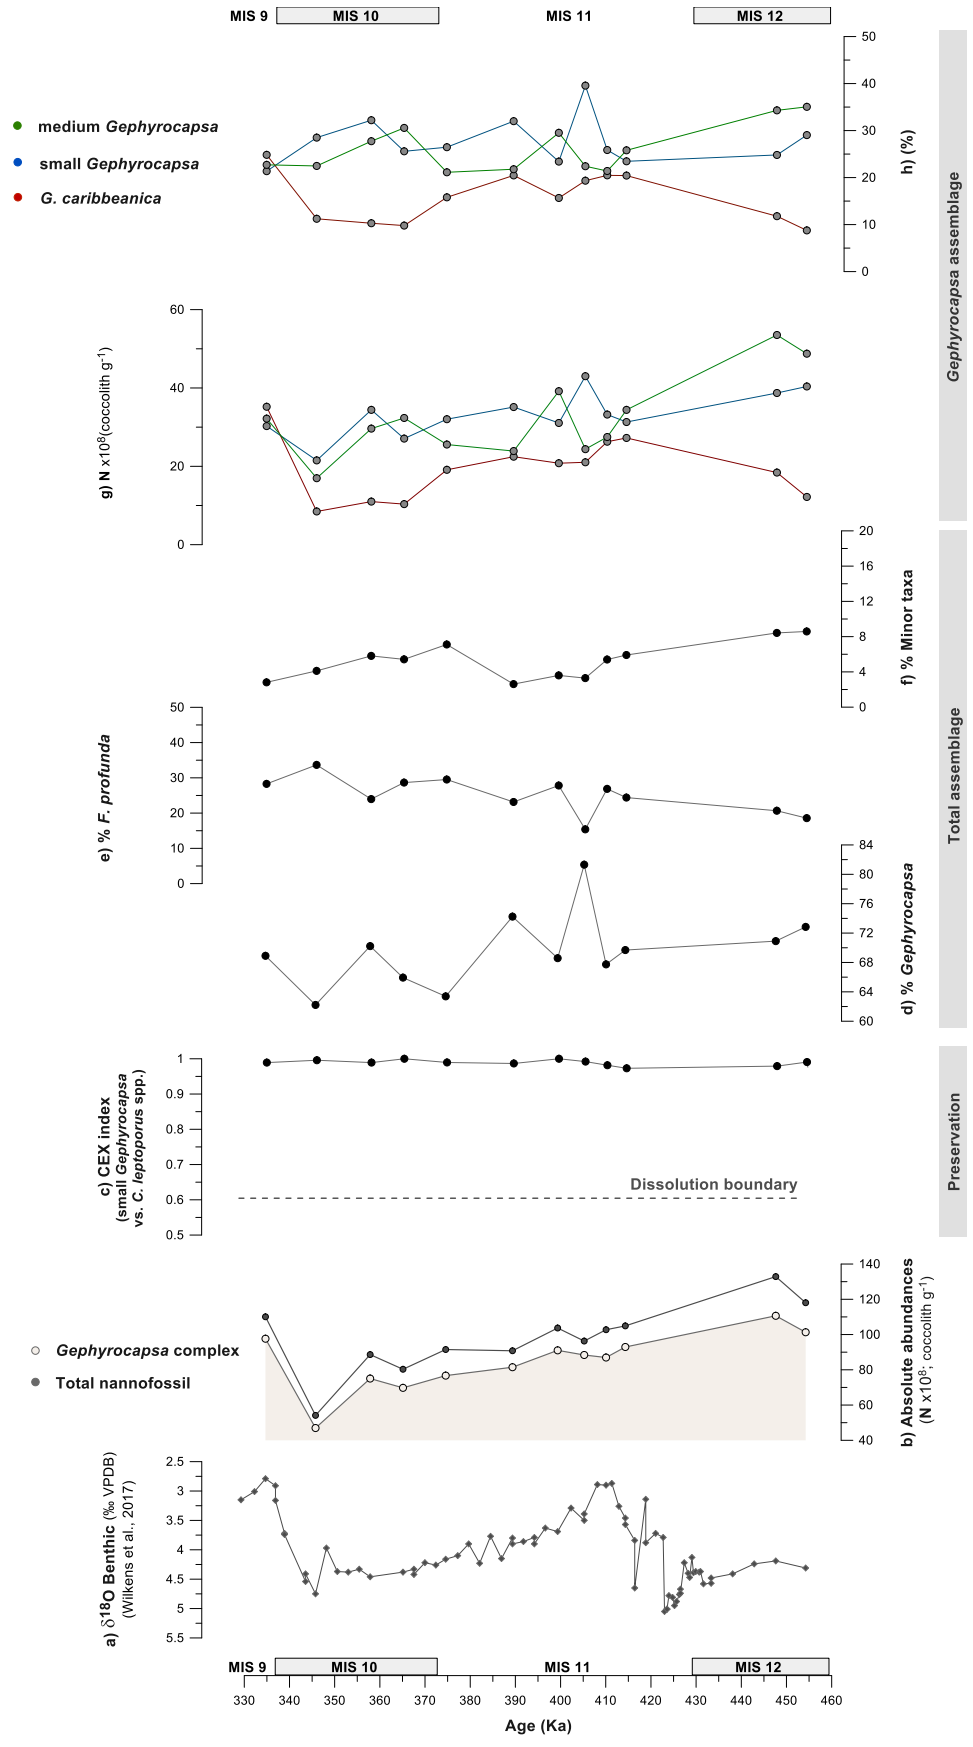 MIS 9 MIS 10 MIS 11 MIS 12
medium Gephyrocapsa
small Gephyrocapsa
G. caribbeanica
50
40
30
20
10
0
h) (%)
Gephyrocapsa assemblage
60
40
20
0
g) N x10⁸(coccolith g⁻¹)
20
16
12
8
4
0
f) % Minor taxa
50
40
30
20
10
0
e) % F. profunda
Total assemblage
84
80
76
72
68
64
60
d) % Gephyrocapsa
1
0.9
0.8
0.7
0.6
0.5
c) CEX index
(small Gephyrocapsa
vs. C. leptoporus spp.)
Dissolution boundary
Preservation
140
120
100
80
60
40
b) Absolute abundances
(N x10⁸; coccolith g⁻¹)
Gephyrocapsa complex
Total nannofossil
2.5
3
3.5
4
4.5
5
5.5
a) δ¹⁸O Benthic (‰ VPDB)
(Wilkens et al., 2017)
MIS 9 MIS 10 MIS 11 MIS 12
330 340 350 360 370 380 390 400 410 420 430 440 450 460
Age (Ka)